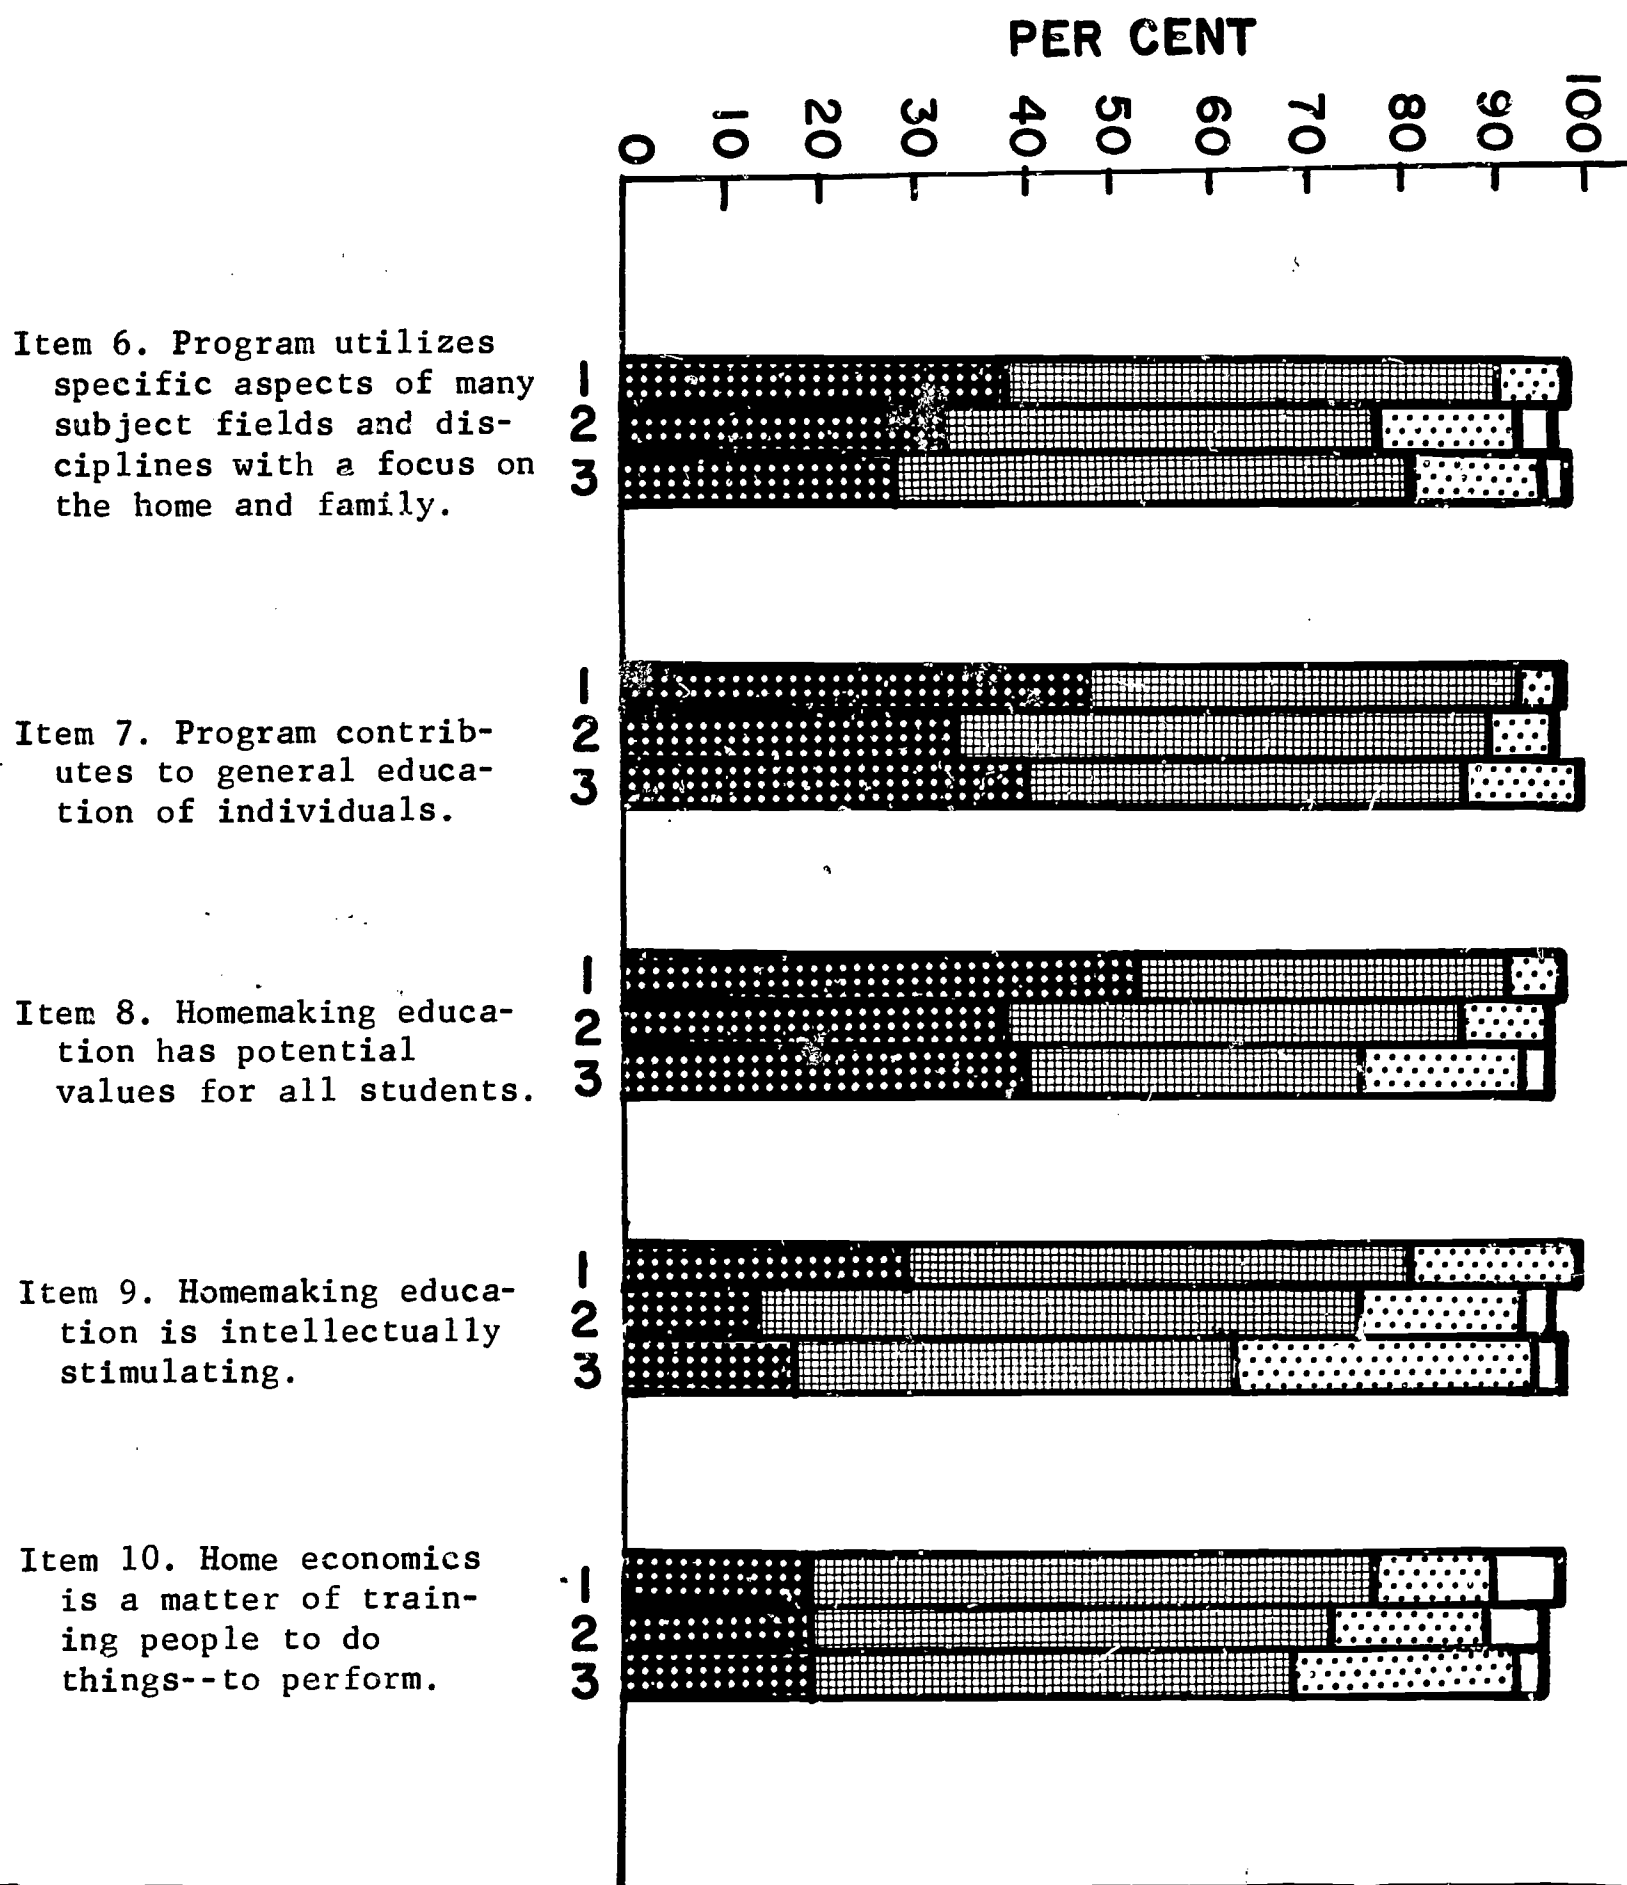 PER CENT
0 10 20 30 40 50 60 70 80 90 100
Item 6. Program utilizes
specific aspects of many
subject fields and dis-
ciplines with a focus on
the home and family.
1
2
3
Item 7. Program contrib-
utes to general educa-
tion of individuals.
1
2
3
Item 8. Homemaking educa-
tion has potential
values for all students.
1
2
3
Item 9. Homemaking educa-
tion is intellectually
stimulating.
1
2
3
Item 10. Home economics
is a matter of train-
ing people to do
things--to perform.
1
2
3